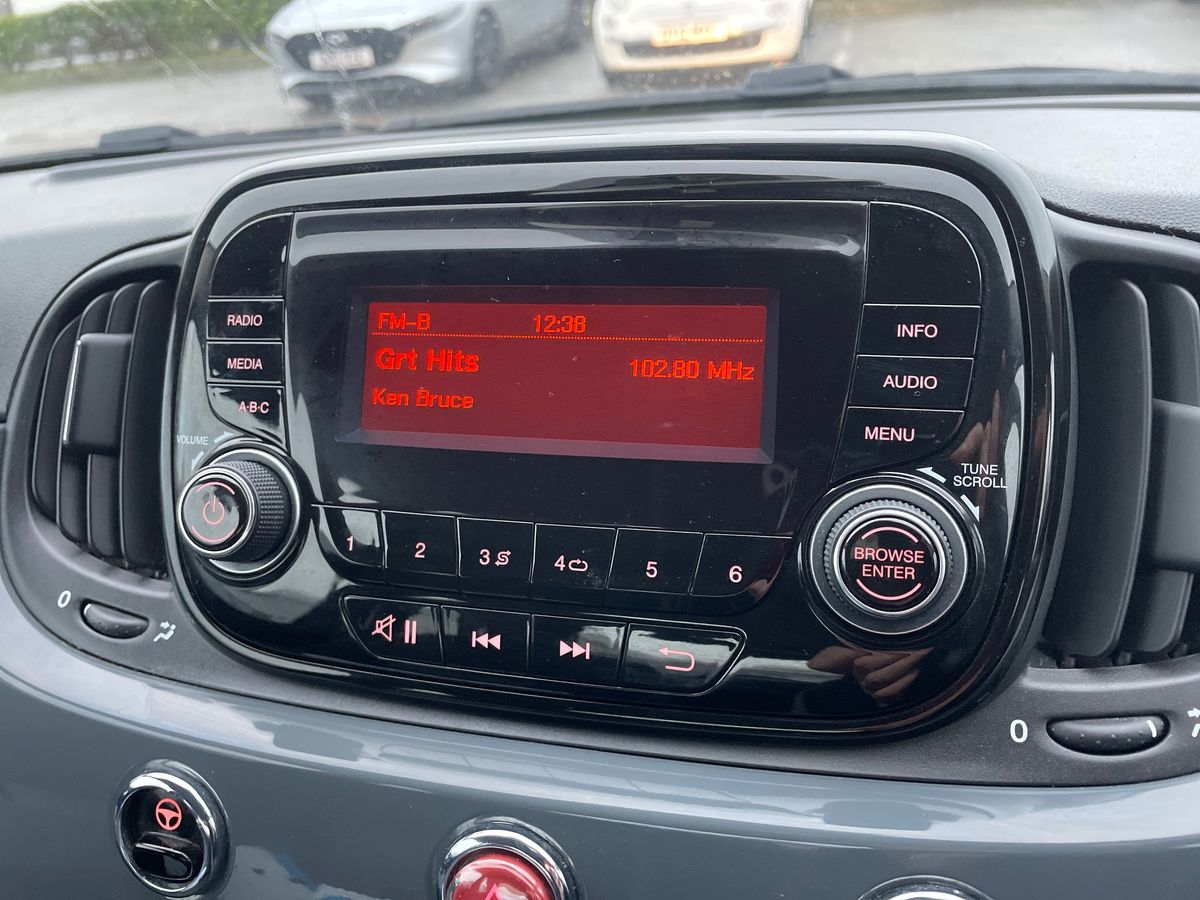 FM-B 12:38
Grt Hits 102.80 MHz
Ken Bruce
RADIO
MEDIA
A·B·C
VOLUME
INFO
AUDIO
MENU
TUNE
SCROLL
BROWSE
ENTER
1 2 3 4 5 6
0
0